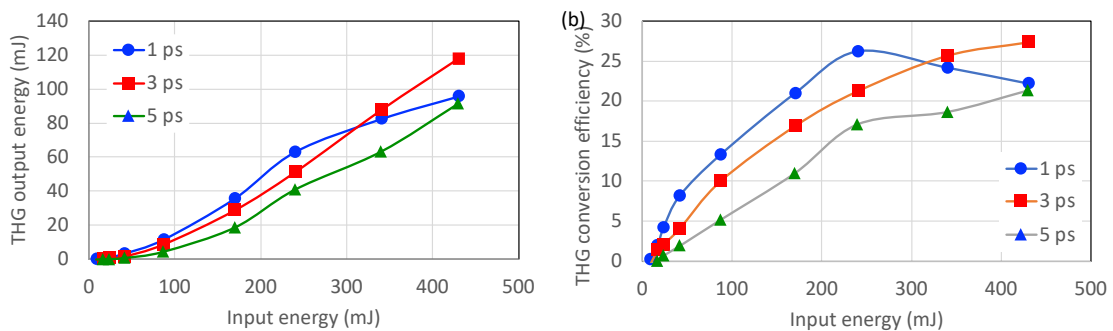 THG output energy (mJ)
140
120
100
80
60
40
20
0
1 ps
3 ps
5 ps
0 100 200 300 400 500
Input energy (mJ)
(b)
THG conversion efficiency (%)
30
25
20
15
10
5
0
1 ps
3 ps
5 ps
0 100 200 300 400 500
Input energy (mJ)